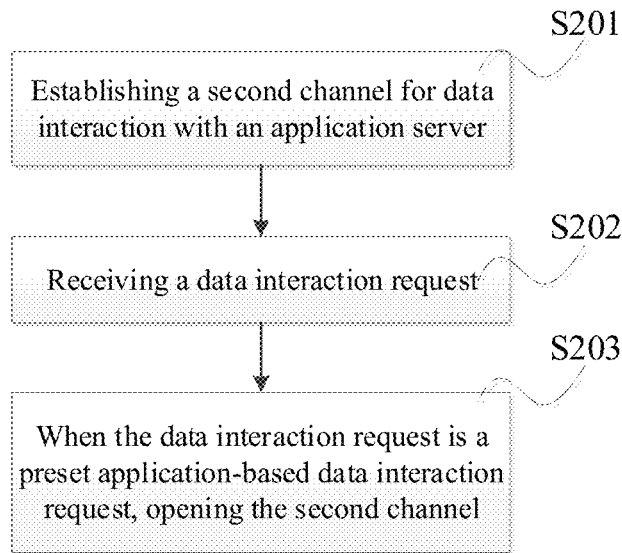 S201
Establishing a second channel for data
interaction with an application server
S202
Receiving a data interaction request
S203
When the data interaction request is a
preset application-based data interaction
request, opening the second channel